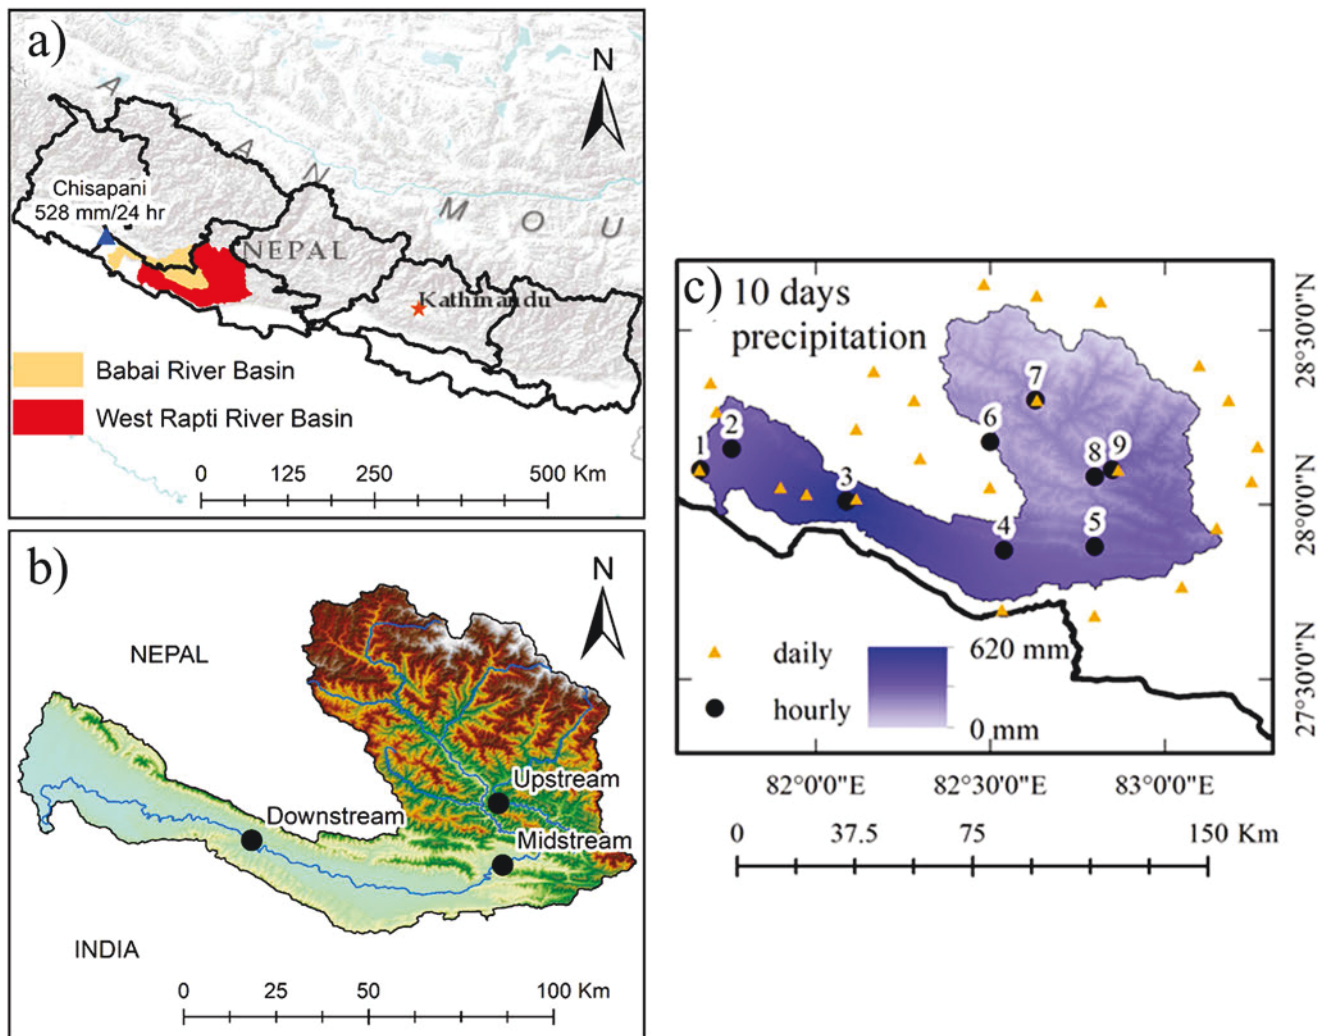 a)
N
A
L
A
N
M
O
U
Chisapani
528 mm/24 hr
NEPAL
Kathmandu
Babai River Basin
West Rapti River Basin
0 125 250 500 Km
b)
N
NEPAL
Upstream
Downstream
Midstream
INDIA
0 25 50 100 Km
c) 10 days
precipitation
7
6
2
1
8 9
3
4
5
daily
hourly
620 mm
0 mm
28°30'0"N
28°0'0"N
27°30'0"N
82°0'0"E 82°30'0"E 83°0'0"E
0 37.5 75 150 Km